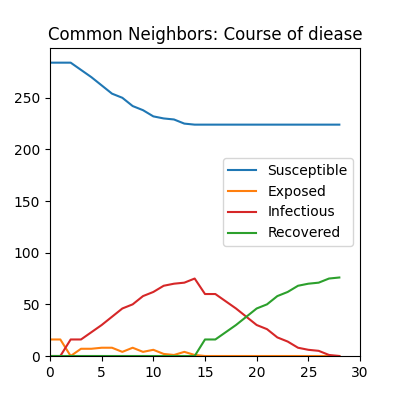 Common Neighbors: Course of diease
250
200
150
100
50
0
Susceptible
Exposed
Infectious
Recovered
0 5 10 15 20 25 30